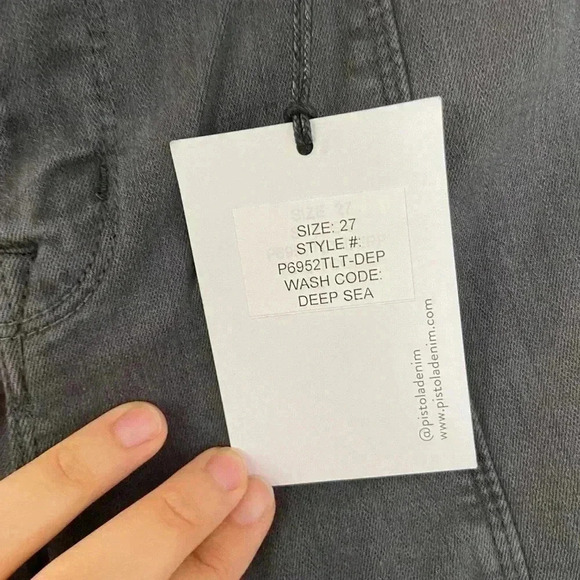 SIZE: 27
STYLE #:
P6952TLT-DEP
WASH CODE:
DEEP SEA
@pistoladenim
www.pistoladenim.com